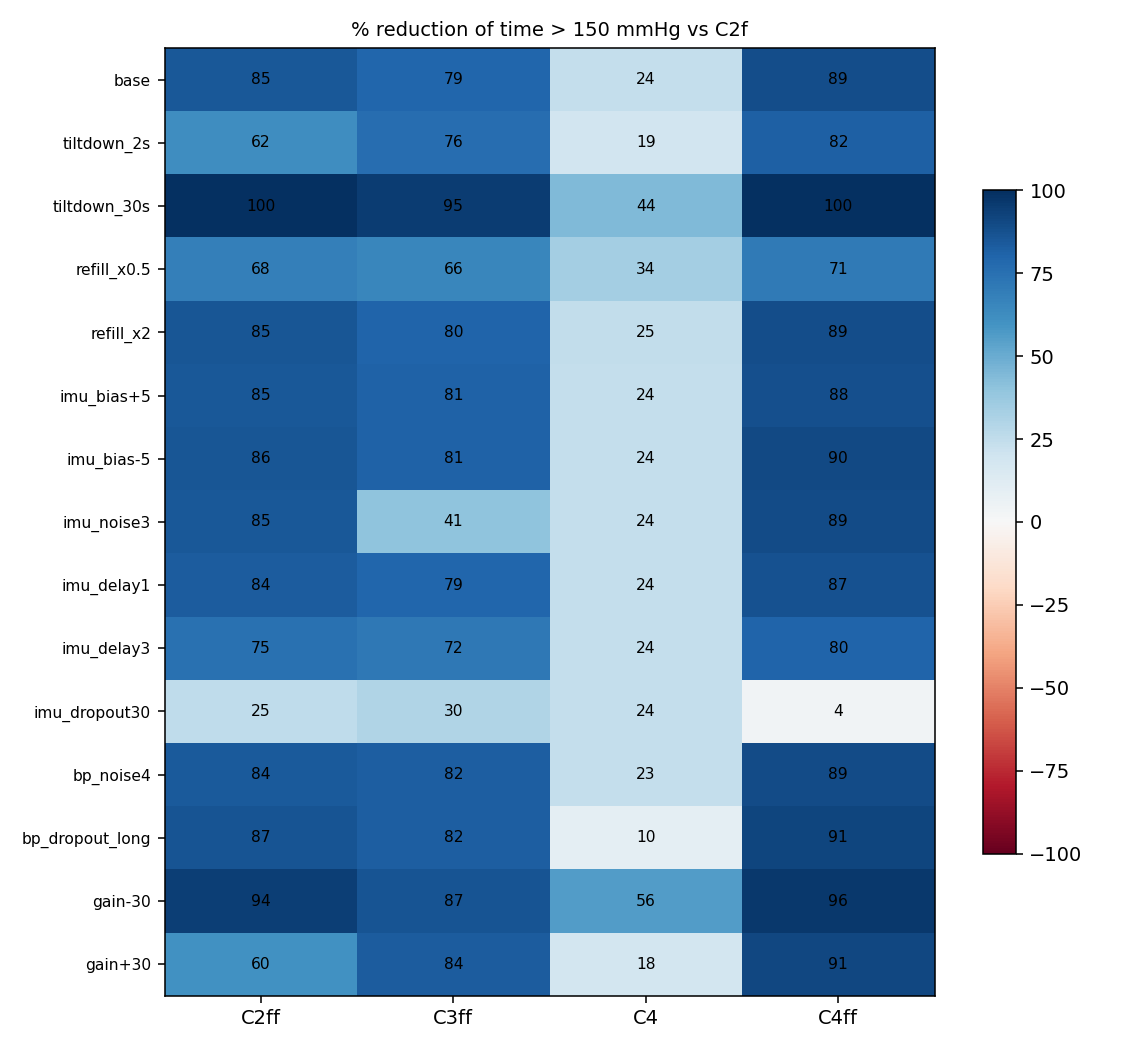 % reduction of time > 150 mmHg vs C2f
base 85 79 24 89
tiltdown_2s 62 76 19 82
tiltdown_30s 100 95 44 100
refill_x0.5 68 66 34 71
refill_x2 85 80 25 89
imu_bias+5 85 81 24 88
imu_bias-5 86 81 24 90
imu_noise3 85 41 24 89
imu_delay1 84 79 24 87
imu_delay3 75 72 24 80
imu_dropout30 25 30 24 4
bp_noise4 84 82 23 89
bp_dropout_long 87 82 10 91
gain-30 94 87 56 96
gain+30 60 84 18 91
C2ff C3ff C4 C4ff
100
75
50
25
0
−25
−50
−75
−100